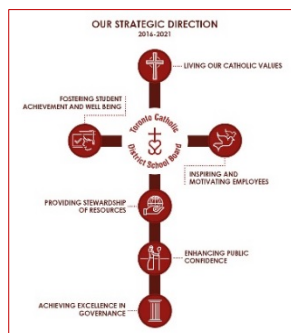 OUR STRATEGIC DIRECTION
2016-2021
LIVING OUR CATHOLIC VALUES
FOSTERING STUDENT
ACHIEVEMENT AND WELL BEING
Toronto Catholic
District School Board
INSPIRING AND
MOTIVATING EMPLOYEES
PROVIDING STEWARDSHIP
OF RESOURCES
ENHANCING PUBLIC
CONFIDENCE
ACHIEVING EXCELLENCE IN
GOVERNANCE